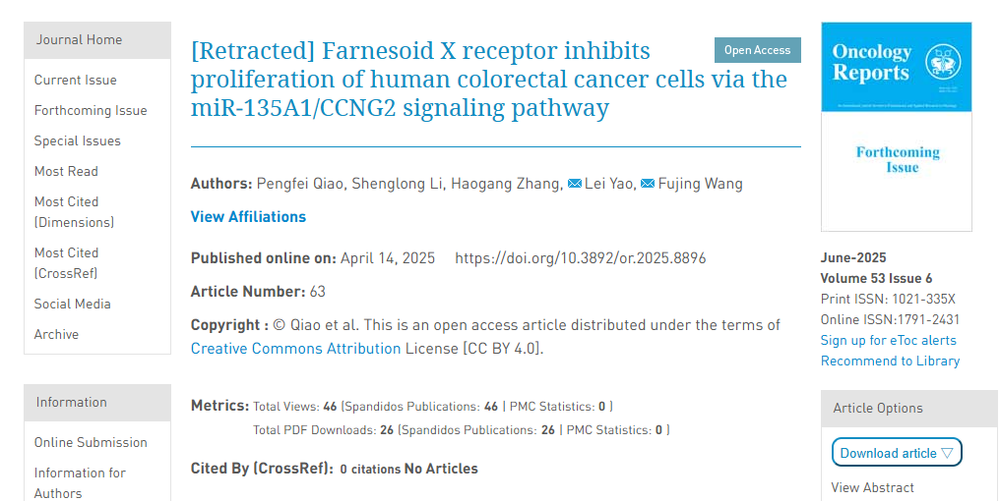 Journal Home
Current Issue
Forthcoming Issue
Special Issues
Most Read
Most Cited
(Dimensions)
Most Cited
(CrossRef)
Social Media
Archive
Information
Online Submission
Information for
Authors
[Retracted] Farnesoid X receptor inhibits
proliferation of human colorectal cancer cells via the
miR‑135A1/CCNG2 signaling pathway
Open Access
Authors: Pengfei Qiao, Shenglong Li, Haogang Zhang, Lei Yao, Fujing Wang
View Affiliations
Published online on: April 14, 2025 https://doi.org/10.3892/or.2025.8896
Article Number: 63
Copyright : © Qiao et al. This is an open access article distributed under the terms of
Creative Commons Attribution License [CC BY 4.0].
Metrics: Total Views: 46 (Spandidos Publications: 46 | PMC Statistics: 0 )
Total PDF Downloads: 26 (Spandidos Publications: 26 | PMC Statistics: 0 )
Cited By (CrossRef): 0 citations No Articles
Oncology
Reports
Forthcoming
Issue
June-2025
Volume 53 Issue 6
Print ISSN: 1021-335X
Online ISSN:1791-2431
Sign up for eToc alerts
Recommend to Library
Article Options
Download article ▽
View Abstract